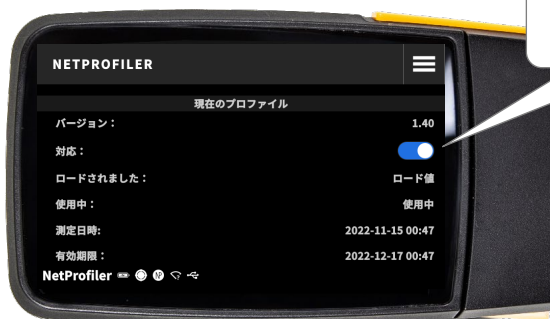 NETPROFILER
現在のプロファイル
バージョン： 1.40
対応：
ロードされました： ロード値
使用中： 使用中
測定日時: 2022-11-15 00:47
有効期限： 2022-12-17 00:47
NetProfiler